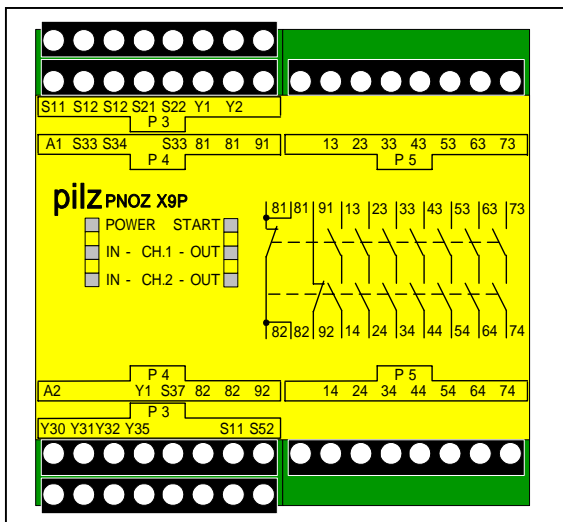 S11 S12 S12 S21 S22 Y1 Y2
P 3
A1 S33 S34 S33 81 81 91
P 4
13 23 33 43 53 63 73
P 5
pilz PNOZ X9P
POWER START
IN - CH.1 - OUT
IN - CH.2 - OUT
81 81 91 13 23 33 43 53 63 73
82 82 92 14 24 34 44 54 64 74
P 4
A2 Y1 S37 82 82 92
P 3
Y30 Y31 Y32 Y35 S11 S52
P 5
14 24 34 44 54 64 74